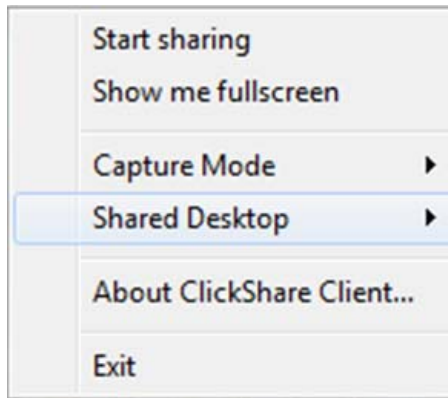 Start sharing
Show me fullscreen
Capture Mode
Shared Desktop
About ClickShare Client...
Exit